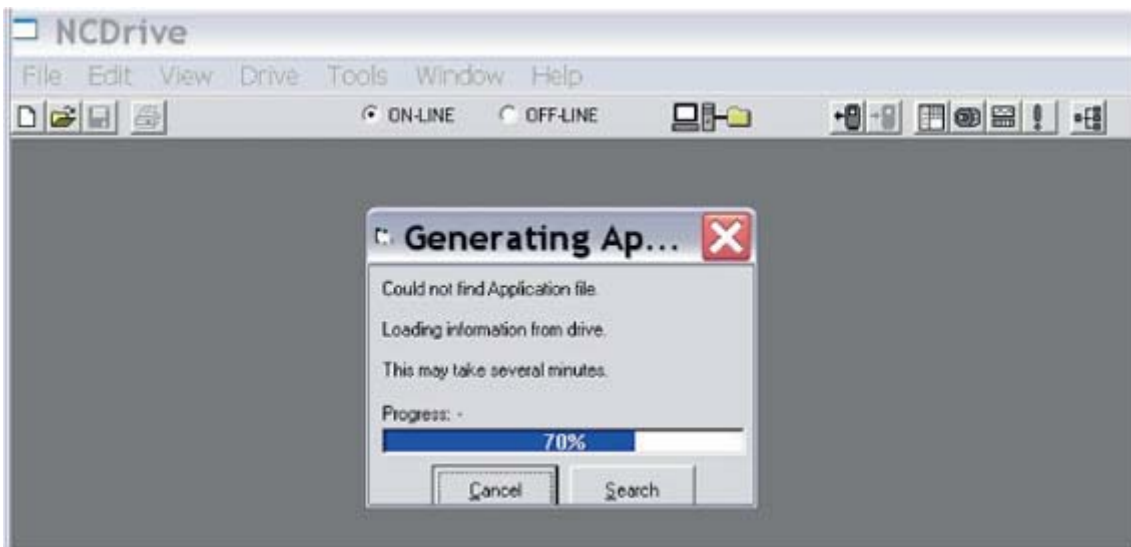 NCDrive
File Edit View Drive Tools Window Help
ON-LINE OFF-LINE
Generating Ap...
Could not find Application file.
Loading information from drive.
This may take several minutes.
Progress: -
70%
Cancel Search